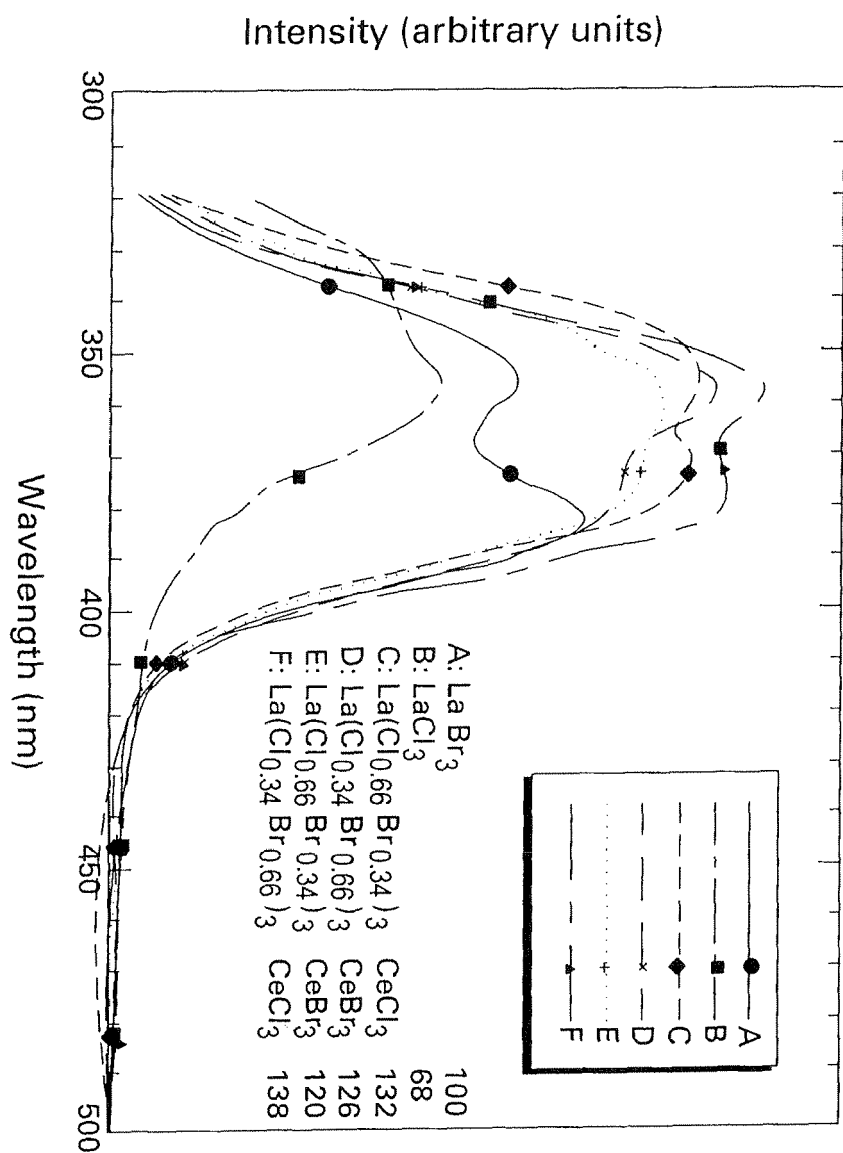 Intensity (arbitrary units)
300
350
400
450
500
Wavelength (nm)
A
B
C
D
E
F
A: LaBr3 100
B: LaCl3 68
C: La(Cl0.66 Br0.34)3 CeCl3 132
D: La(Cl0.34 Br0.66)3 CeBr3 126
E: La(Cl0.66 Br0.34)3 CeBr3 120
F: La(Cl0.34 Br0.66)3 CeCl3 138